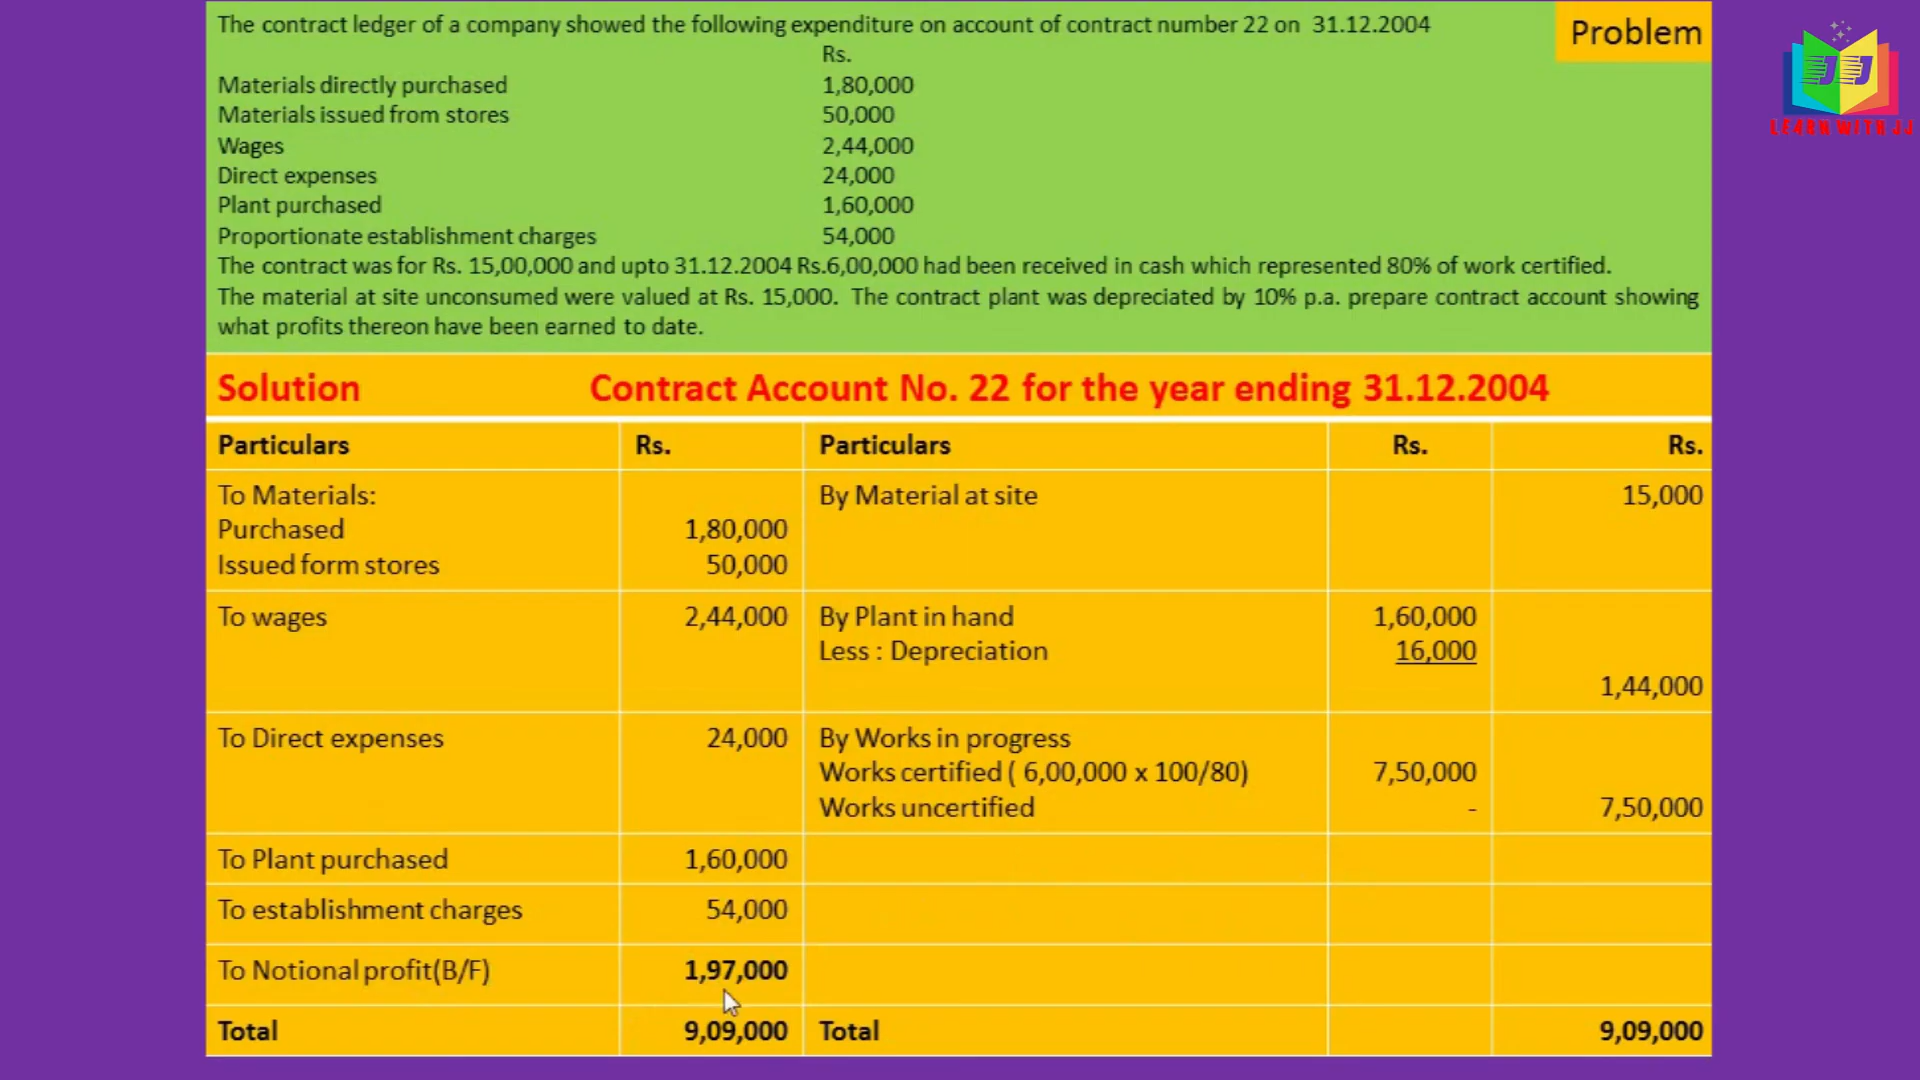 The contract ledger of a company showed the following expenditure on account of contract number 22 on 31.12.2004
Problem
Rs.
Materials directly purchased 1,80,000
Materials issued from stores 50,000
Wages 2,44,000
Direct expenses 24,000
Plant purchased 1,60,000
Proportionate establishment charges 54,000
The contract was for Rs. 15,00,000 and upto 31.12.2004 Rs.6,00,000 had been received in cash which represented 80% of work certified.
The material at site unconsumed were valued at Rs. 15,000. The contract plant was depreciated by 10% p.a. prepare contract account showing
what profits thereon have been earned to date.
JJ
LEARN WITH JJ
Solution Contract Account No. 22 for the year ending 31.12.2004
Particulars Rs. Particulars Rs. Rs.
To Materials: By Material at site 15,000
Purchased 1,80,000
Issued form stores 50,000
To wages 2,44,000 By Plant in hand 1,60,000
Less : Depreciation 16,000
1,44,000
To Direct expenses 24,000 By Works in progress
Works certified ( 6,00,000 x 100/80) 7,50,000
Works uncertified - 7,50,000
To Plant purchased 1,60,000
To establishment charges 54,000
To Notional profit(B/F) 1,97,000
Total 9,09,000 Total 9,09,000